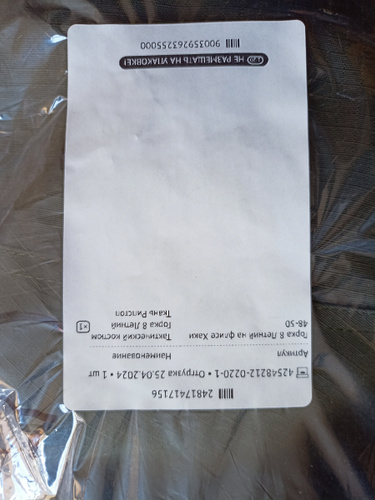 24817417156
42548212-0220-1 • Отгрузка 25.04.2024 • 1 шт
Артикул Наименование
Горка 8 Летний на флисе Хаки Тактический костюм ×1
48-50 Горка 8 Летний
Ткань Рипстоп
НЕ РАЗМЕЩАТЬ НА УПАКОВКЕ!
900359263255000